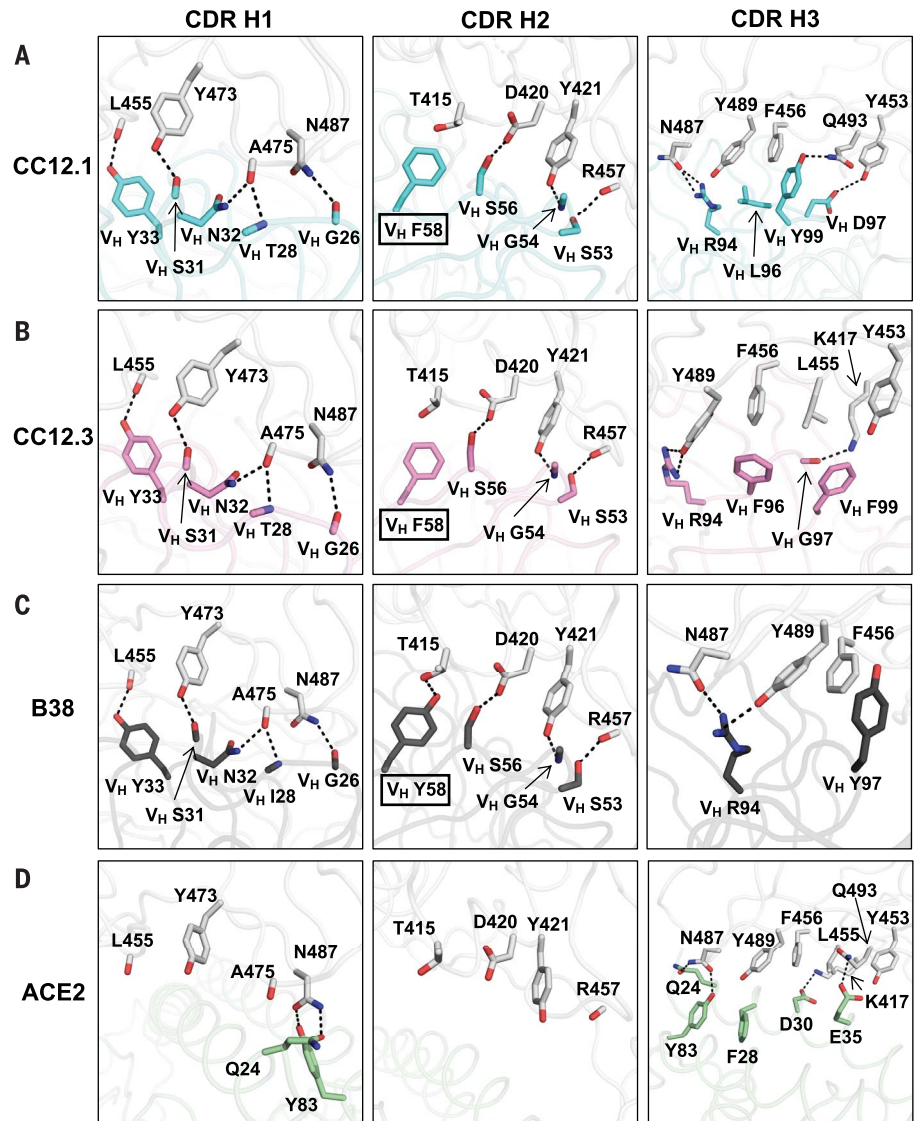 CDR H1 CDR H2 CDR H3
A
CC12.1
L455 Y473 A475 N487
V_H Y33 V_H S31 V_H N32 V_H T28 V_H G26
T415 D420 Y421 R457
V_H F58 V_H S56 V_H G54 V_H S53
N487 Y489 F456 Q493 Y453
V_H R94 V_H L96 V_H Y99 V_H D97
B
CC12.3
L455 Y473 A475 N487
V_H Y33 V_H S31 V_H N32 V_H T28 V_H G26
T415 D420 Y421 R457
V_H F58 V_H S56 V_H G54 V_H S53
Y489 F456 L455 K417 Y453
V_H R94 V_H F96 V_H G97 V_H F99
C
B38
L455 Y473 A475 N487
V_H Y33 V_H S31 V_H N32 V_H I28 V_H G26
T415 D420 Y421 R457
V_H Y58 V_H S56 V_H G54 V_H S53
N487 Y489 F456
V_H R94 V_H Y97
D
ACE2
L455 Y473 A475 N487
Q24 Y83
T415 D420 Y421 R457
N487 Y489 F456 L455 Q493 Y453
Q24 Y83 F28 D30 E35 K417